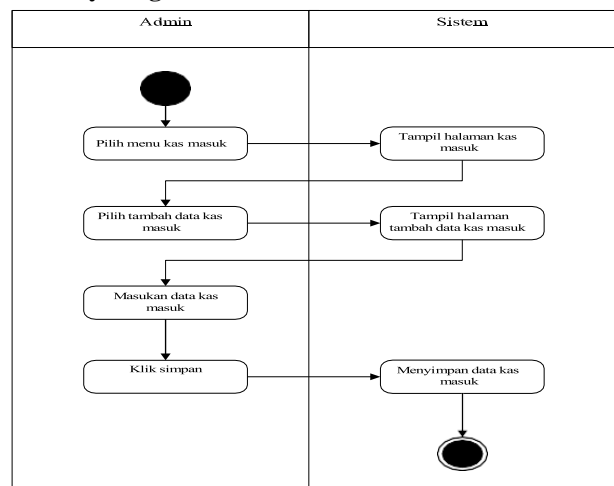 Admin
Sistem
Pilih menu kas masuk
Tampil halaman kas
masuk
Pilih tambah data kas
masuk
Tampil halaman
tambah data kas masuk
Masukan data kas
masuk
Klik simpan
Menyimpan data kas
masuk